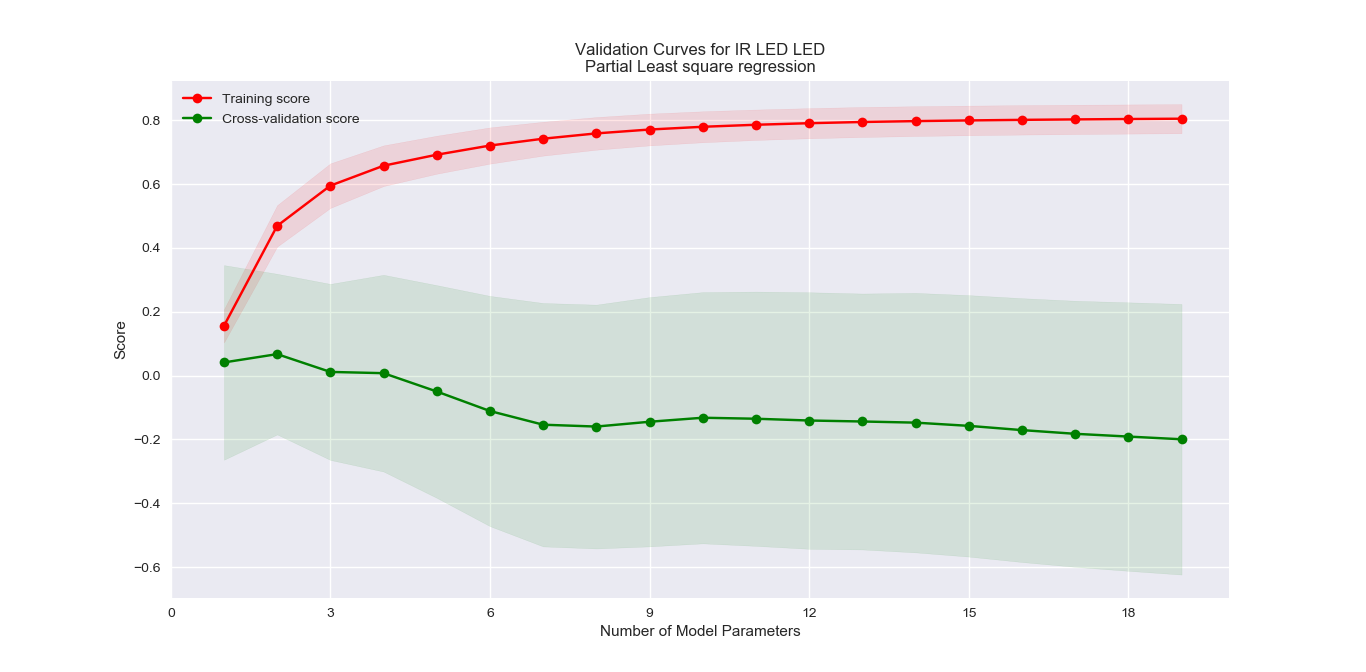 Validation Curves for IR LED LED
Partial Least square regression
Training score
Cross-validation score
0.8
0.6
0.4
0.2
0.0
−0.2
−0.4
−0.6
Score
0 3 6 9 12 15 18
Number of Model Parameters